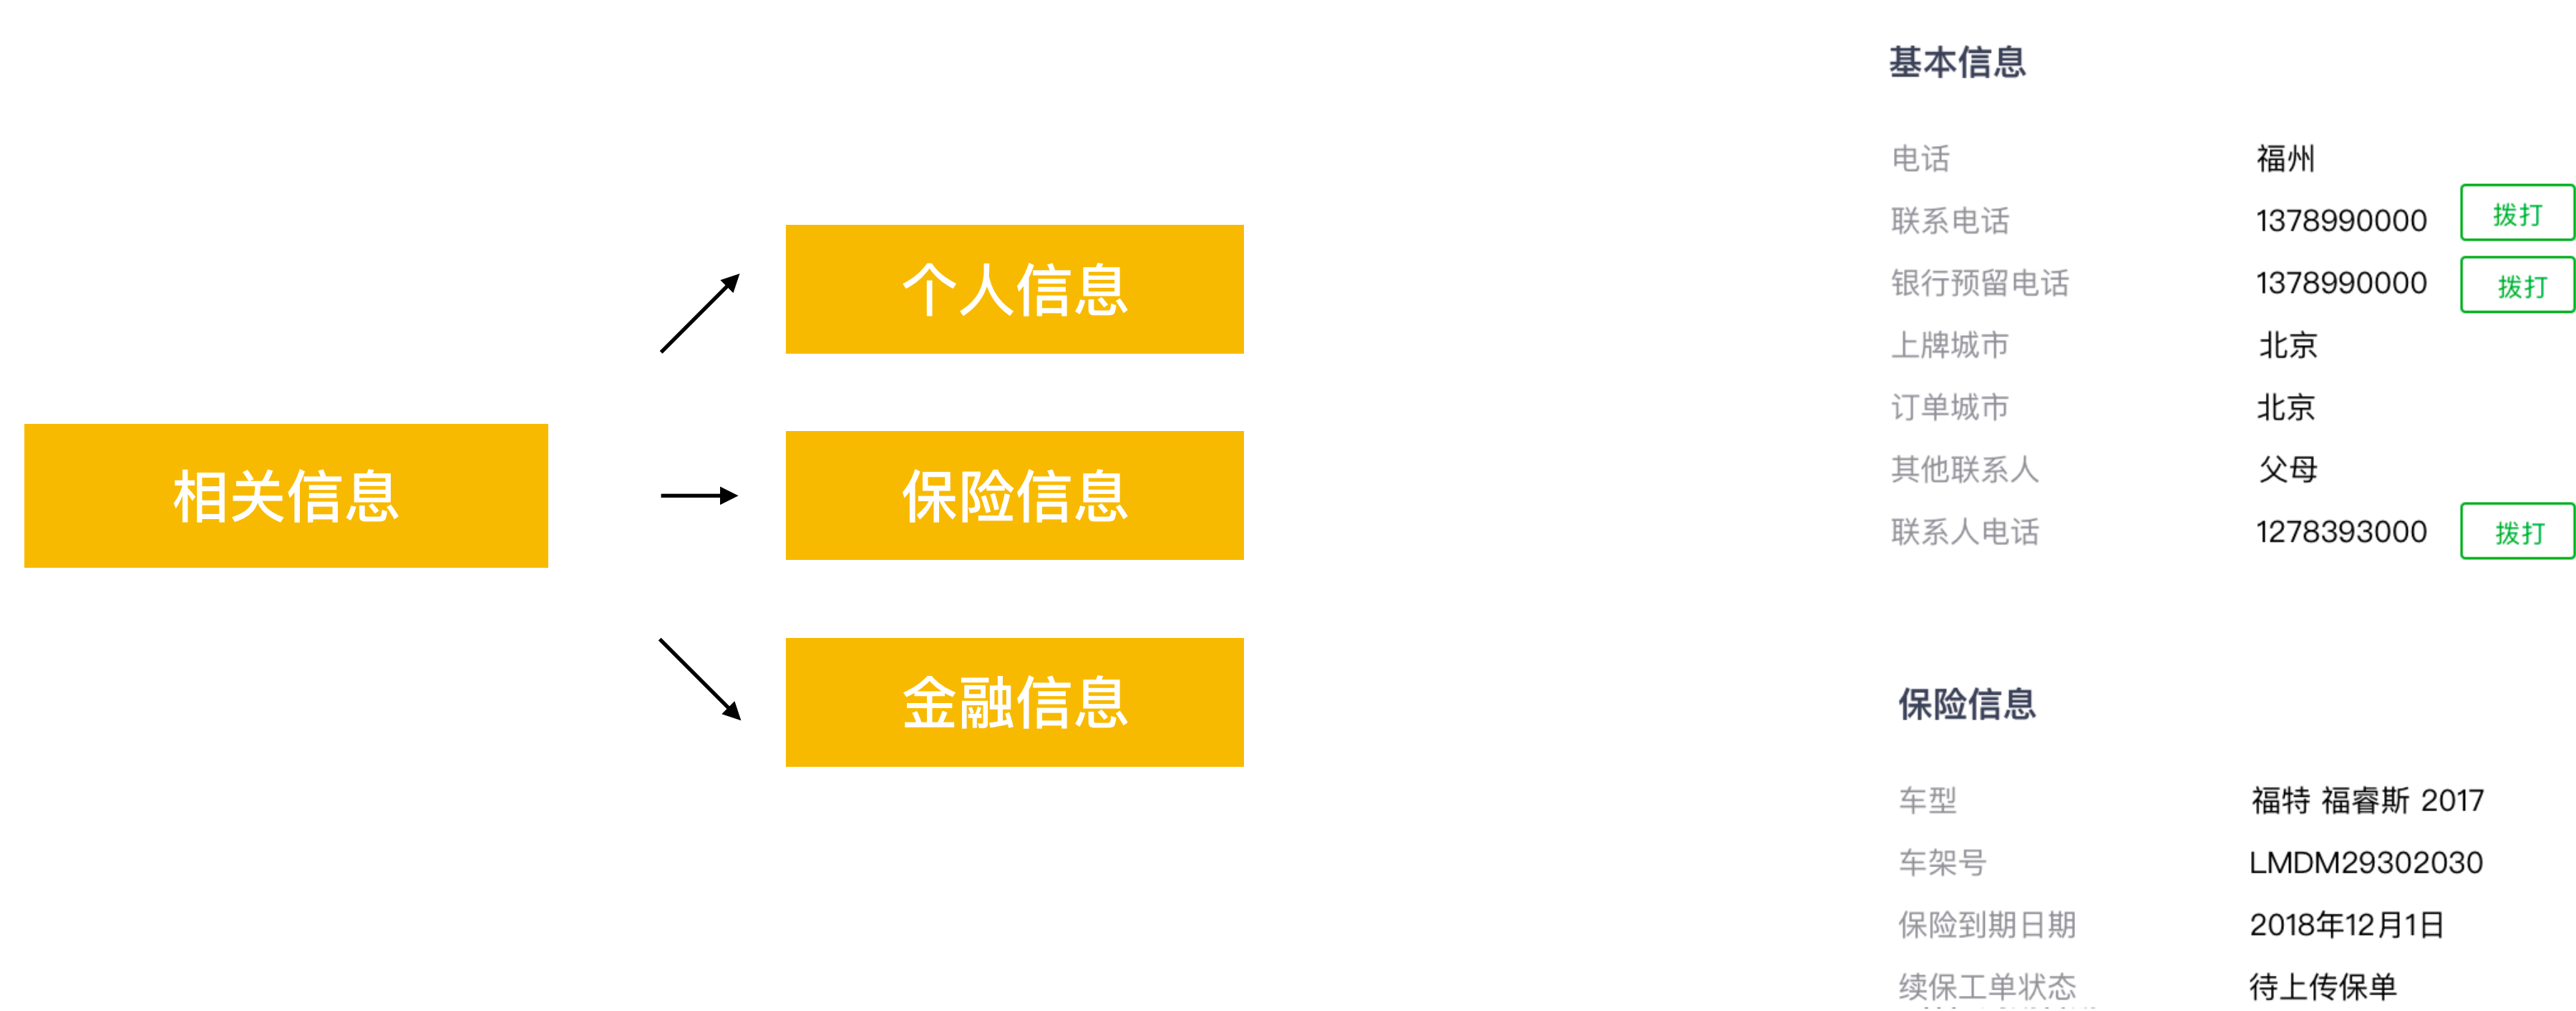 相关信息
个人信息
保险信息
金融信息
基本信息
电话 福州
联系电话 1378990000 拨打
银行预留电话 1378990000 拨打
上牌城市 北京
订单城市 北京
其他联系人 父母
联系人电话 1278393000 拨打
保险信息
车型 福特 福睿斯 2017
车架号 LMDM29302030
保险到期日期 2018年12月1日
续保工单状态 待上传保单